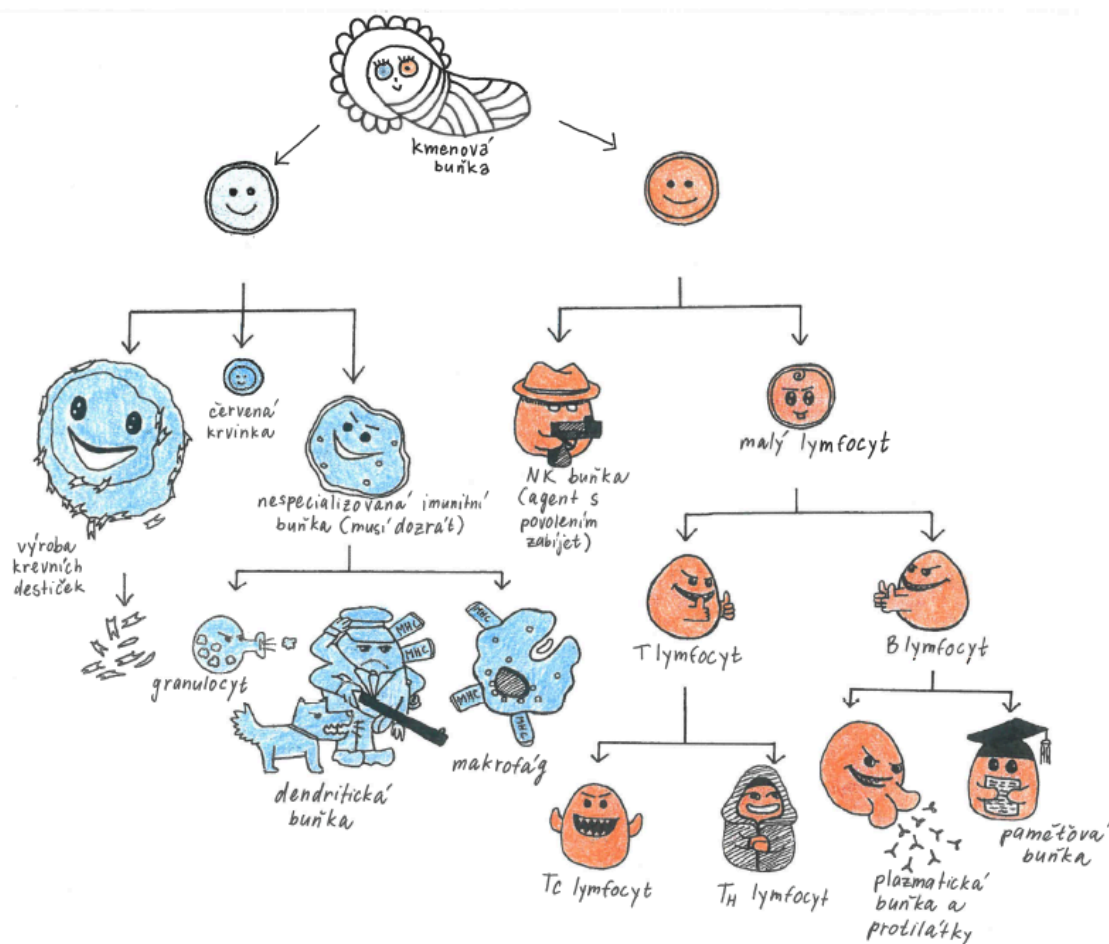 kmenová
buňka
červená
krvinka
nespecializovaná imunitní
buňka (musí dozrát)
výroba
krevních
destiček
NK buňka
(agent s
povolením
zabíjet)
malý lymfocyt
granulocyt
MHC
MHC
dendritická
buňka
MHC
MHC
MHC
makrofág
T lymfocyt
B lymfocyt
Tc lymfocyt
TH lymfocyt
plazmatická
buňka a
protilátky
paměťová
buňka